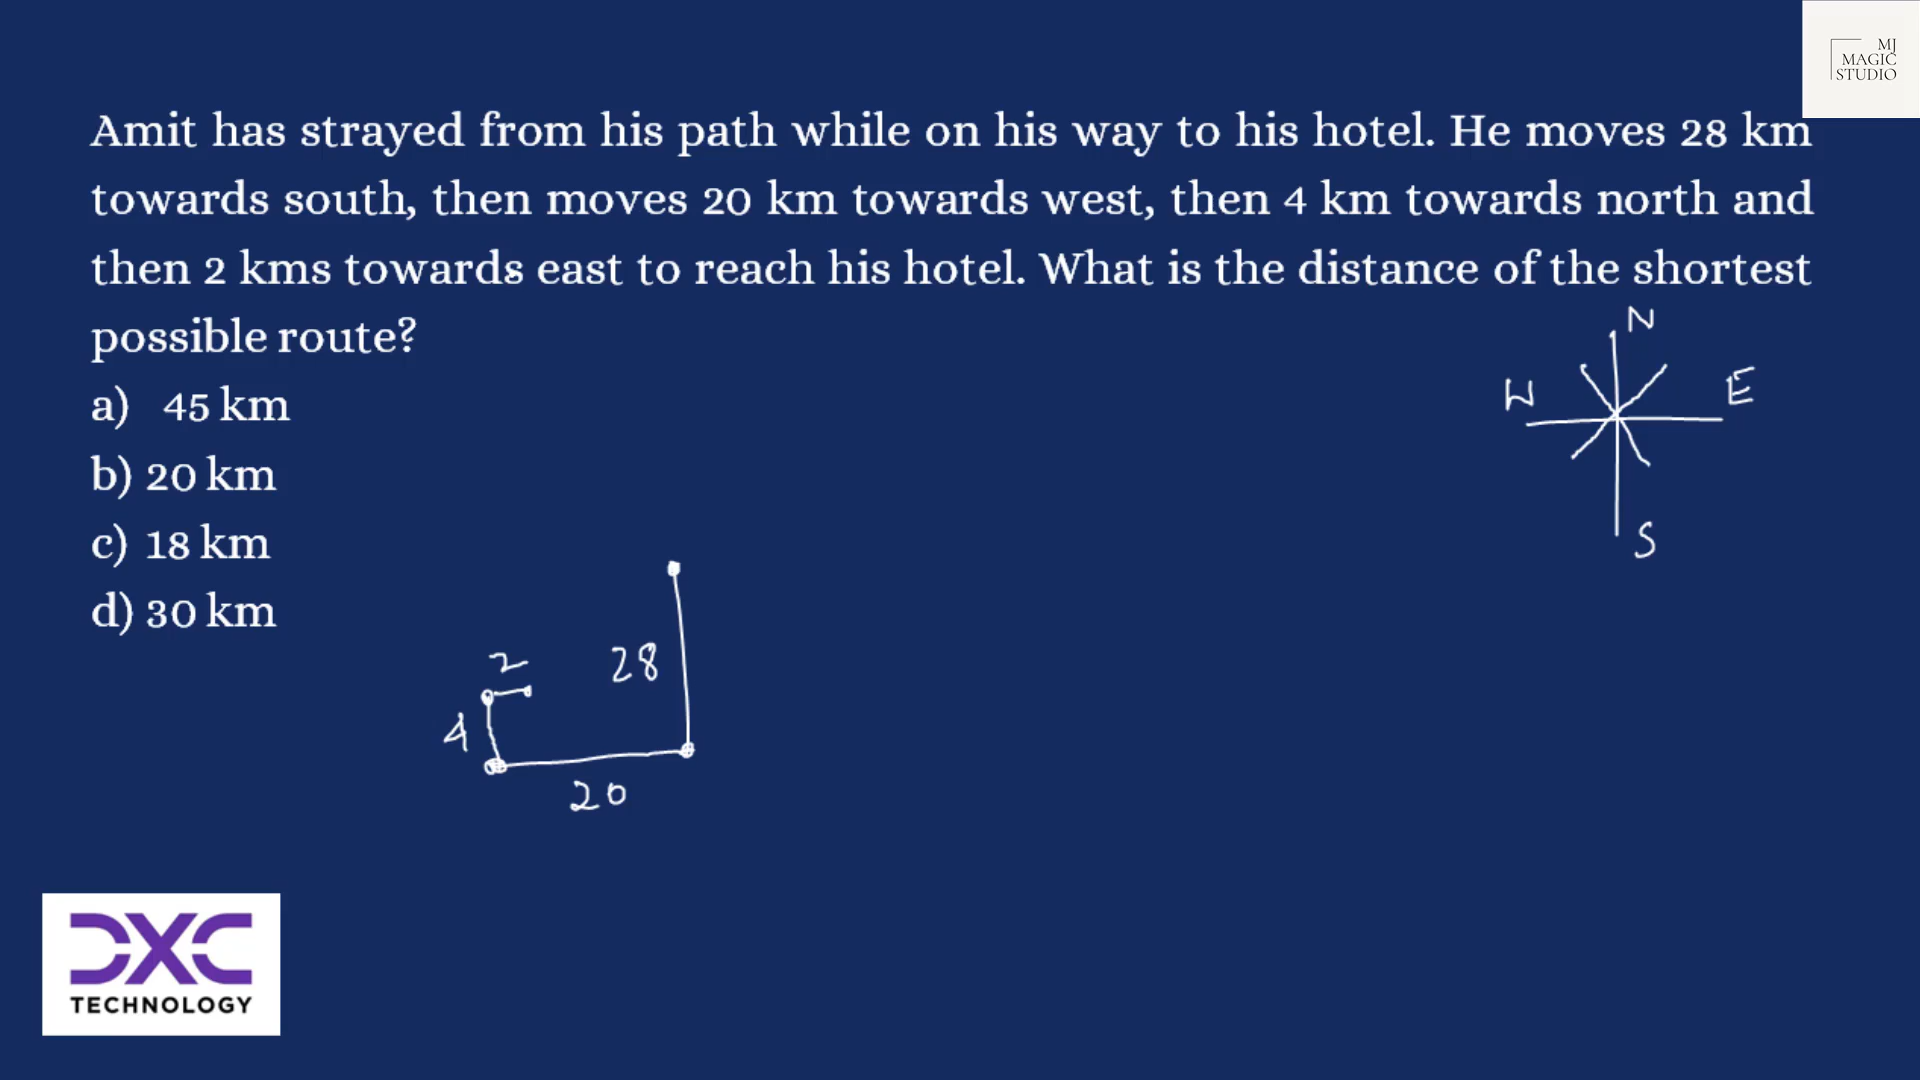 MJ
MAGIC
STUDIO
Amit has strayed from his path while on his way to his hotel. He moves 28 km
towards south, then moves 20 km towards west, then 4 km towards north and
then 2 kms towards east to reach his hotel. What is the distance of the shortest
possible route?
a) 45 km
b) 20 km
c) 18 km
d) 30 km
N
W
E
S
2
28
4
20
DXC
TECHNOLOGY